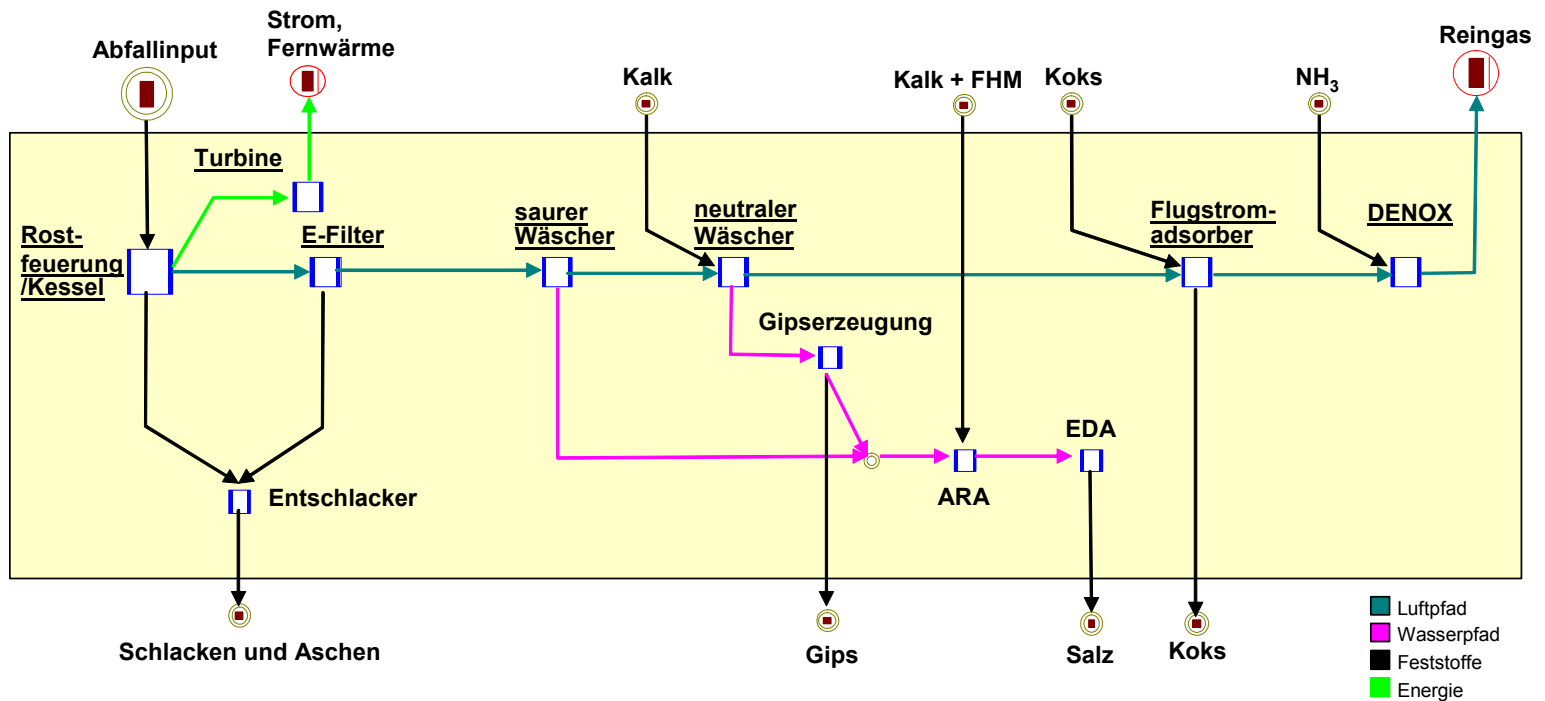 Abfallinput
Strom,
Fernwärme
Kalk
Kalk + FHM
Koks
NH3
Reingas
Turbine
Rost-
feuerung
/Kessel
E-Filter
saurer
Wäscher
neutraler
Wäscher
Flugstrom-
adsorber
DENOX
Gipserzeugung
EDA
ARA
Entschlacker
Schlacken und Aschen
Gips
Salz
Koks
Luftpfad
Wasserpfad
Feststoffe
Energie